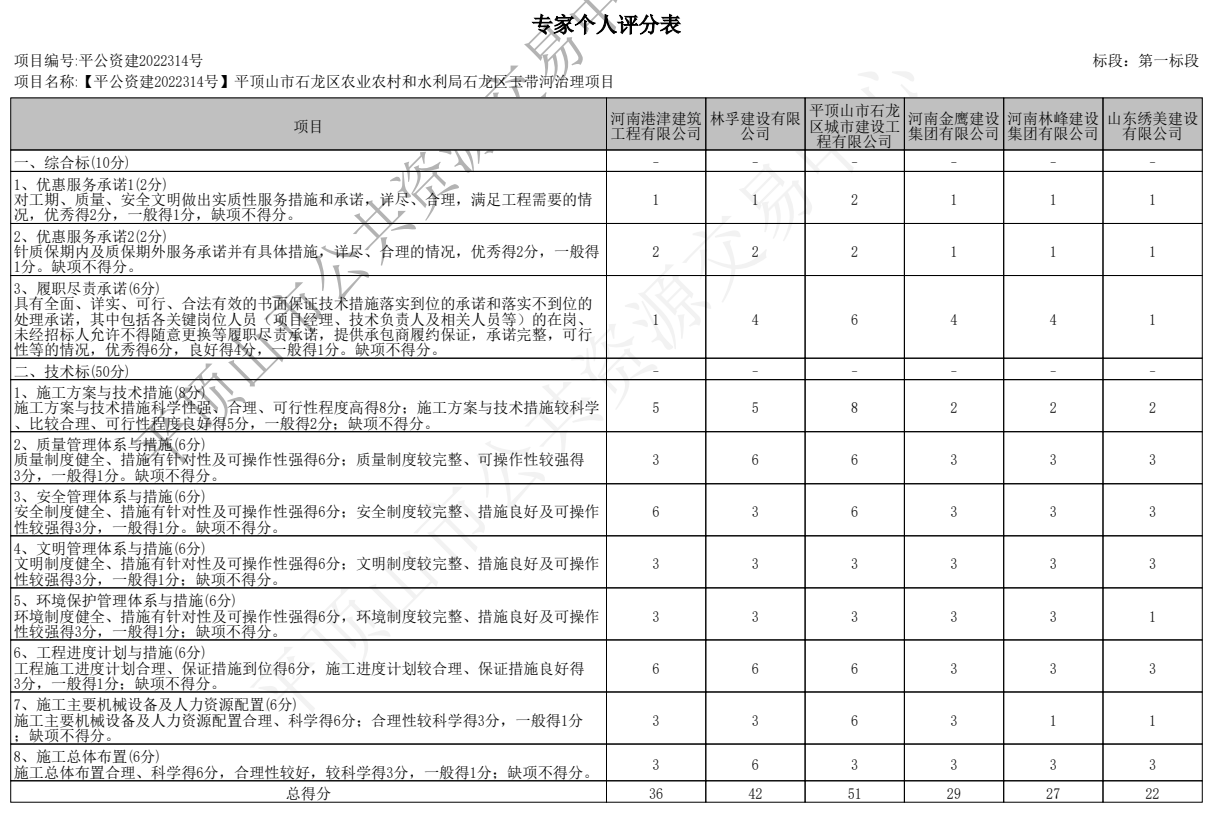 专家个人评分表
项目编号:平公资建2022314号
标段：第一标段
项目名称:【平公资建2022314号】平顶山市石龙区农业农村和水利局石龙区玉带河治理项目
项目
河南港津建筑
工程有限公司
林孚建设有限
公司
平顶山市石龙
区城市建设工
程有限公司
河南金鹰建设
集团有限公司
河南林峰建设
集团有限公司
山东绣美建设
有限公司
一、综合标(10分)
- - - - - -
1、优惠服务承诺1(2分)
对工期、质量、安全文明做出实质性服务措施和承诺，详尽、合理，满足工程需要的情
况，优秀得2分，一般得1分，缺项不得分。
1 1 2 1 1 1
2、优惠服务承诺2(2分)
针质保期内及质保期外服务承诺并有具体措施，详尽、合理的情况，优秀得2分，一般得
1分。缺项不得分。
2 2 2 1 1 1
3、履职尽责承诺(6分)
具有全面、详实、可行、合法有效的书面保证技术措施落实到位的承诺和落实不到位的
处理承诺，其中包括各关键岗位人员（项目经理、技术负责人及相关人员等）的在岗、
未经招标人允许不得随意更换等履职尽责承诺，提供承包商履约保证，承诺完整，可行
性等的情况，优秀得6分，良好得4分，一般得1分。缺项不得分。
1 4 6 4 4 1
二、技术标(50分)
- - - - - -
1、施工方案与技术措施(8分)
施工方案与技术措施科学性强、合理、可行性程度高得8分；施工方案与技术措施较科学
、比较合理、可行性程度良好得5分，一般得2分；缺项不得分。
5 5 8 2 2 2
2、质量管理体系与措施(6分)
质量制度健全、措施有针对性及可操作性强得6分；质量制度较完整、可操作性较强得
3分，一般得1分。缺项不得分。
3 6 6 3 3 3
3、安全管理体系与措施(6分)
安全制度健全、措施有针对性及可操作性强得6分；安全制度较完整、措施良好及可操作
性较强得3分，一般得1分。缺项不得分。
6 3 6 3 3 3
4、文明管理体系与措施(6分)
文明制度健全、措施有针对性及可操作性强得6分；文明制度较完整、措施良好及可操作
性较强得3分，一般得1分；缺项不得分。
3 3 3 3 3 3
5、环境保护管理体系与措施(6分)
环境制度健全、措施有针对性及可操作性强得6分，环境制度较完整、措施良好及可操作
性较强得3分，一般得1分；缺项不得分。
3 3 3 3 3 1
6、工程进度计划与措施(6分)
工程施工进度计划合理、保证措施到位得6分，施工进度计划较合理、保证措施良好得
3分，一般得1分；缺项不得分。
6 6 6 3 3 3
7、施工主要机械设备及人力资源配置(6分)
施工主要机械设备及人力资源配置合理、科学得6分；合理性较科学得3分，一般得1分
；缺项不得分。
3 3 6 3 1 1
8、施工总体布置(6分)
施工总体布置合理、科学得6分，合理性较好，较科学得3分，一般得1分；缺项不得分。
3 6 3 3 3 3
总得分
36 42 51 29 27 22
平顶山市公共资源交易中
平顶山市公共资源交易中心